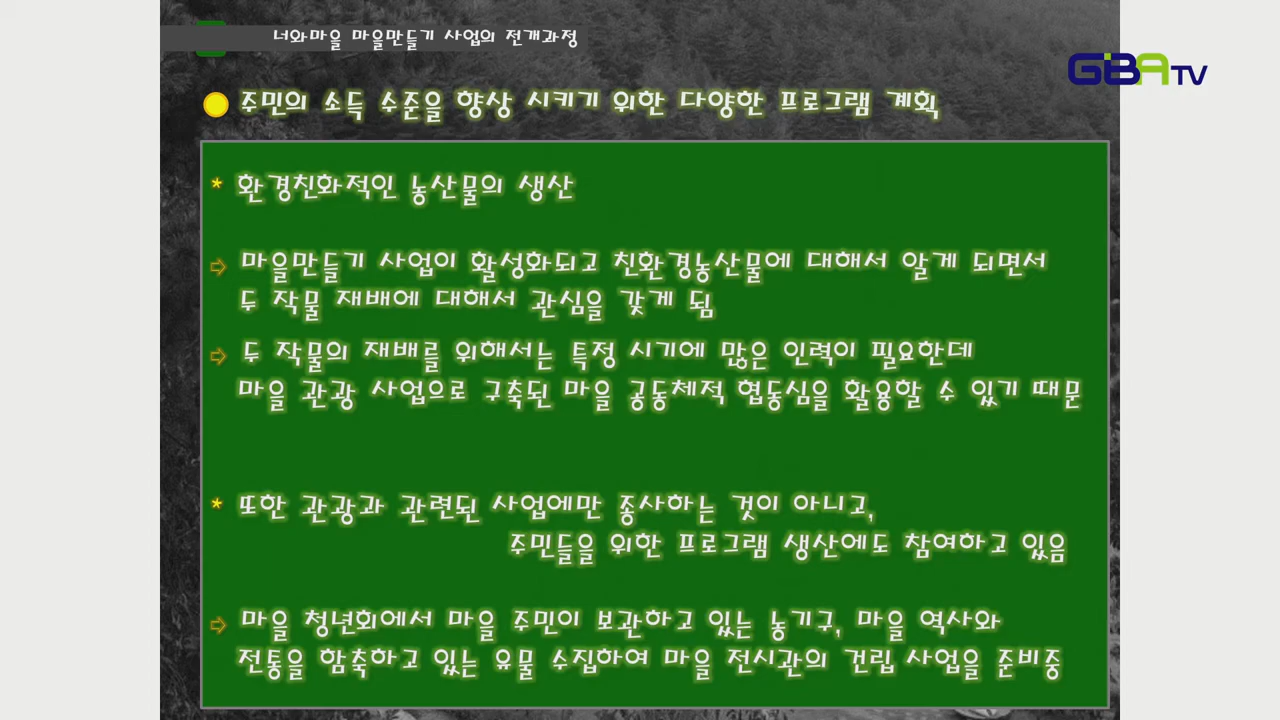 너와마을 마을만들기 사업의 전개과정
GBATV
주민의 소득 수준을 향상 시키기 위한 다양한 프로그램 계획
* 환경친화적인 농산물의 생산
⇨ 마을만들기 사업이 활성화되고 친환경농산물에 대해서 알게 되면서
두 작물 재배에 대해서 관심을 갖게 됨
⇨ 두 작물의 재배를 위해서는 특정 시기에 많은 인력이 필요한데
마을 관광 사업으로 구축된 마을 공동체적 협동심을 활용할 수 있기 때문
* 또한 관광과 관련된 사업에만 종사하는 것이 아니고,
주민들을 위한 프로그램 생산에도 참여하고 있음
⇨ 마을 청년회에서 마을 주민이 보관하고 있는 농기구, 마을 역사와
전통을 함축하고 있는 유물 수집하여 마을 전시관의 건립 사업을 준비중